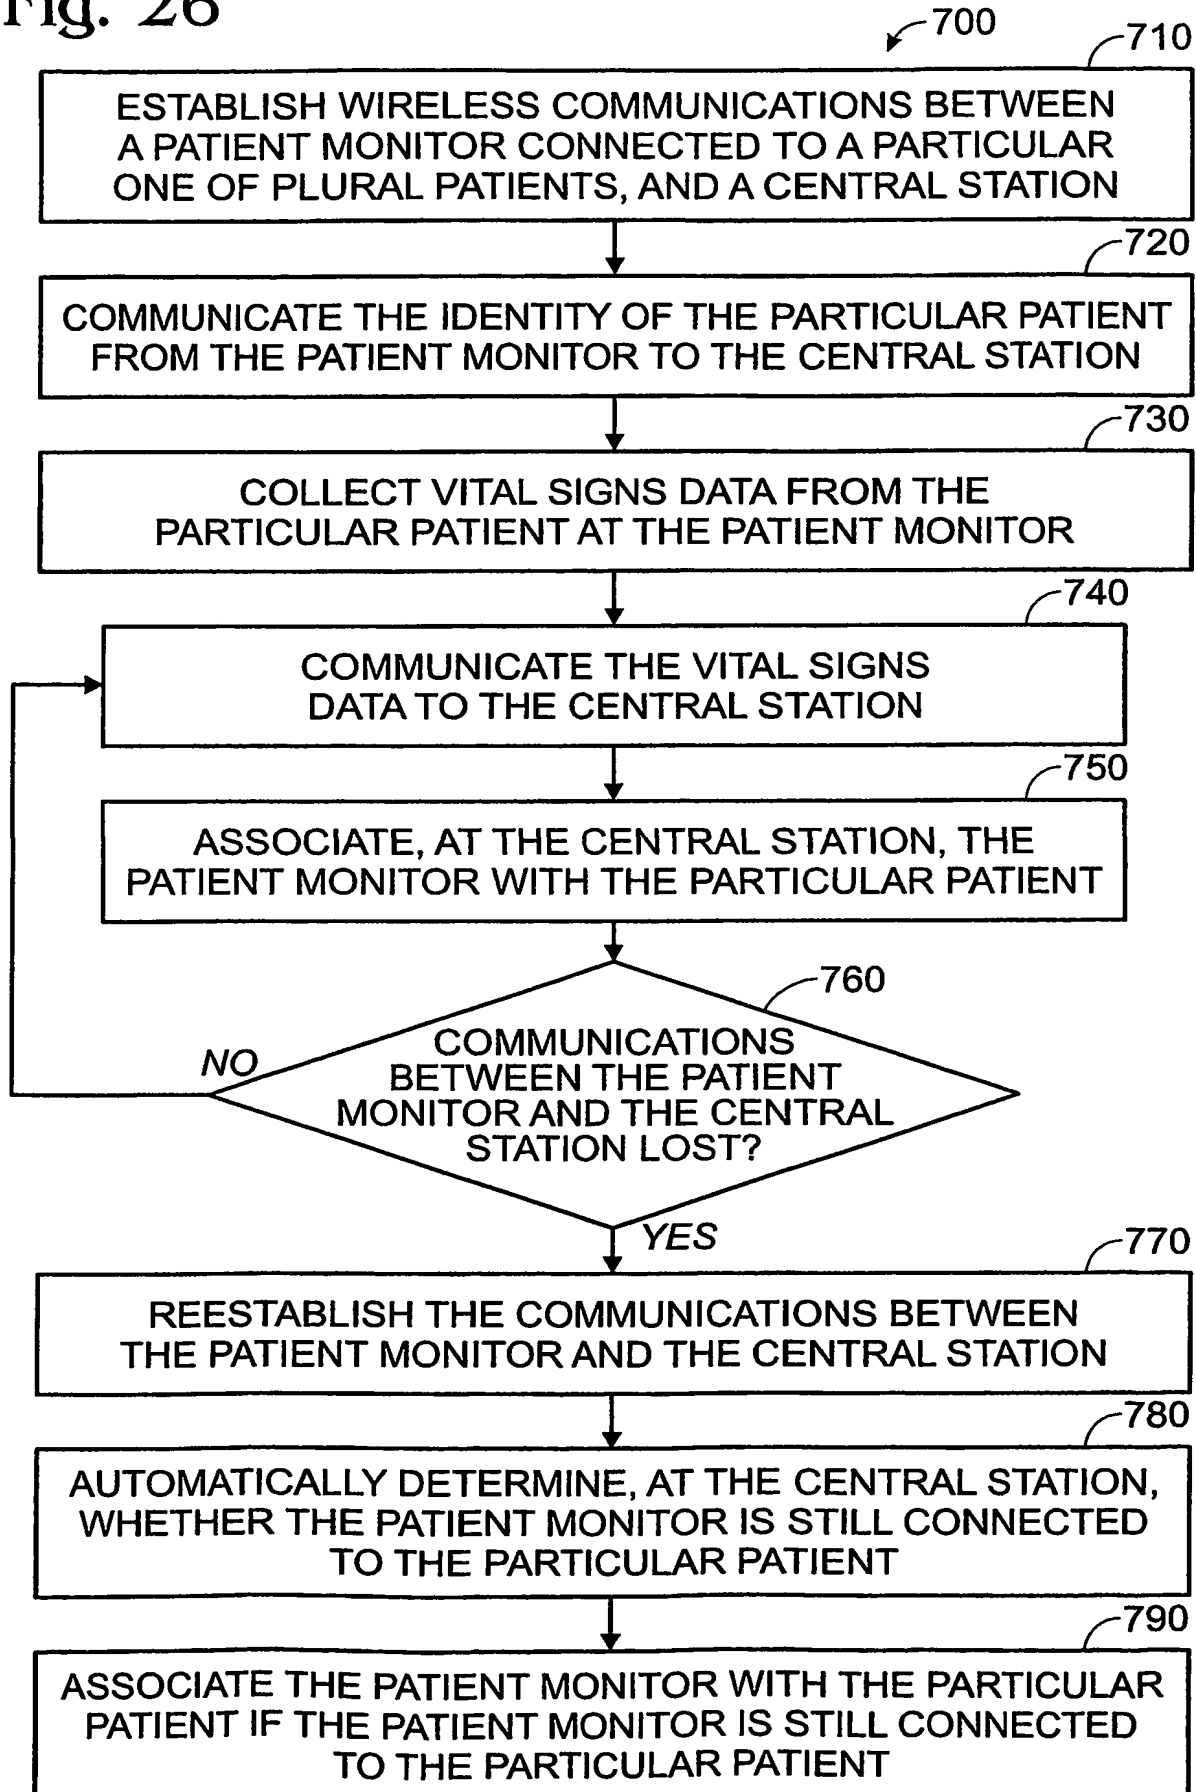 Fig. 26
700
710
ESTABLISH WIRELESS COMMUNICATIONS BETWEEN
A PATIENT MONITOR CONNECTED TO A PARTICULAR
ONE OF PLURAL PATIENTS, AND A CENTRAL STATION
720
COMMUNICATE THE IDENTITY OF THE PARTICULAR PATIENT
FROM THE PATIENT MONITOR TO THE CENTRAL STATION
730
COLLECT VITAL SIGNS DATA FROM THE
PARTICULAR PATIENT AT THE PATIENT MONITOR
740
COMMUNICATE THE VITAL SIGNS
DATA TO THE CENTRAL STATION
750
ASSOCIATE, AT THE CENTRAL STATION, THE
PATIENT MONITOR WITH THE PARTICULAR PATIENT
760
NO
COMMUNICATIONS
BETWEEN THE PATIENT
MONITOR AND THE CENTRAL
STATION LOST?
YES
770
REESTABLISH THE COMMUNICATIONS BETWEEN
THE PATIENT MONITOR AND THE CENTRAL STATION
780
AUTOMATICALLY DETERMINE, AT THE CENTRAL STATION,
WHETHER THE PATIENT MONITOR IS STILL CONNECTED
TO THE PARTICULAR PATIENT
790
ASSOCIATE THE PATIENT MONITOR WITH THE PARTICULAR
PATIENT IF THE PATIENT MONITOR IS STILL CONNECTED
TO THE PARTICULAR PATIENT